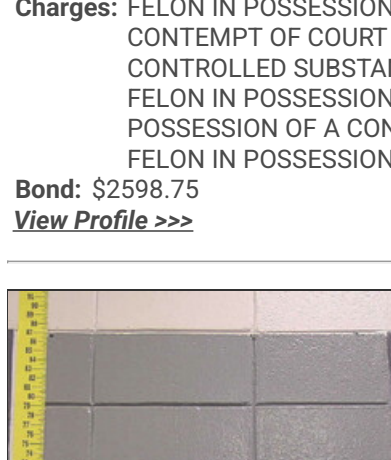 Charges: FELON IN POSSESSION
CONTEMPT OF COURT
CONTROLLED
FELON IN POSSESSION
POSSESSION OF A
FELON IN POSSESSION
Bond: $2598.75
View Profile >>>